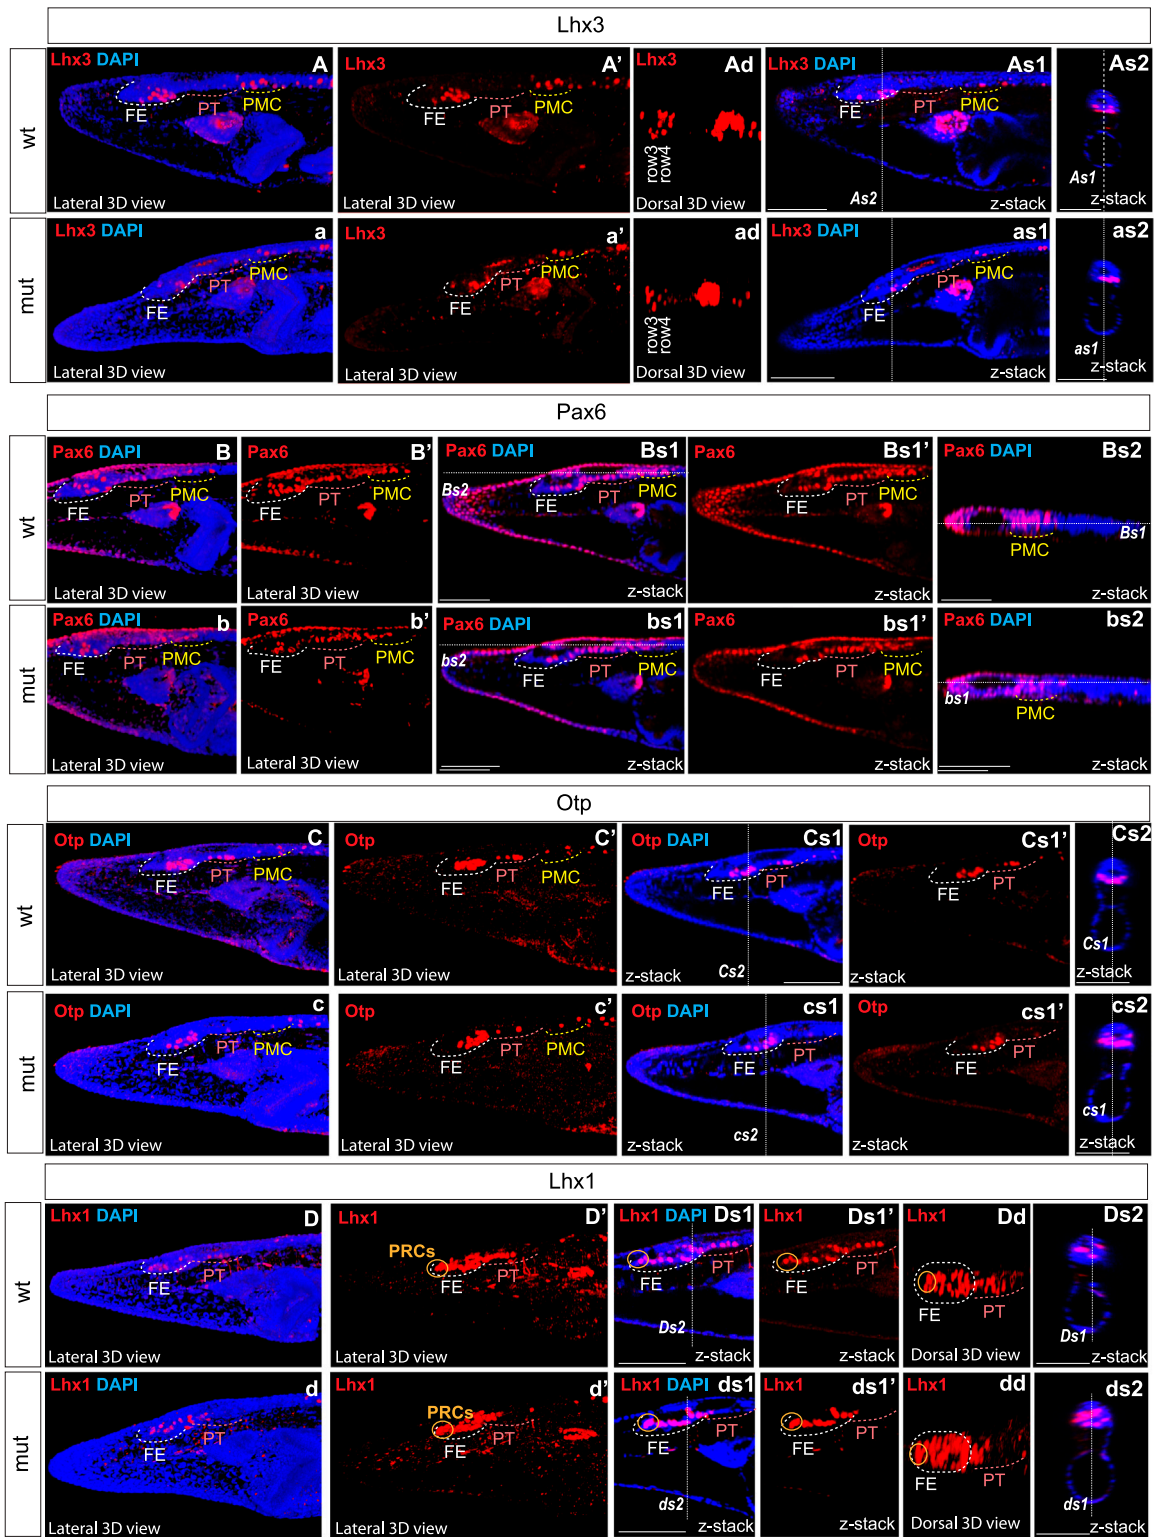 Lhx3
wt
Lhx3 DAPI A
FE PT PMC
Lateral 3D view
Lhx3 A’
FE PT PMC
Lateral 3D view
Lhx3 Ad
row3
row4
Dorsal 3D view
Lhx3 DAPI As1
FE PT PMC
As2
z-stack
As2
As1
z-stack
mut
Lhx3 DAPI a
FE PT PMC
Lateral 3D view
Lhx3 a’
FE PT PMC
Lateral 3D view
Lhx3 ad
row3
row4
Dorsal 3D view
Lhx3 DAPI as1
FE PT PMC
z-stack
as2
as1
z-stack
Pax6
wt
Pax6 DAPI B
FE PT PMC
Lateral 3D view
Pax6 B’
FE PT PMC
Lateral 3D view
Pax6 DAPI Bs1
Bs2
FE PT PMC
z-stack
Pax6 Bs1’
FE PT PMC
z-stack
Pax6 DAPI Bs2
Bs1
PMC
z-stack
mut
Pax6 DAPI b
FE PT PMC
Lateral 3D view
Pax6 b’
FE PT PMC
Lateral 3D view
Pax6 DAPI bs1
bs2
FE PT PMC
z-stack
Pax6 bs1’
FE PT PMC
z-stack
Pax6 DAPI bs2
bs1
PMC
z-stack
Otp
wt
Otp DAPI C
FE PT PMC
Lateral 3D view
Otp C’
FE PT PMC
Lateral 3D view
Otp DAPI Cs1
FE PT
z-stack Cs2
Otp Cs1’
FE PT
z-stack
Cs2
Cs1
z-stack
mut
Otp DAPI c
FE PT PMC
Lateral 3D view
Otp c’
FE PT PMC
Lateral 3D view
Otp DAPI cs1
FE PT
cs2
z-stack
Otp cs1’
FE PT
z-stack
cs2
cs1
z-stack
Lhx1
wt
Lhx1 DAPI D
FE PT
Lateral 3D view
Lhx1 D’
PRCs
FE PT
Lateral 3D view
Lhx1 DAPI Ds1
FE PT
Ds2
z-stack
Lhx1 Ds1’
FE PT
z-stack
Lhx1 Dd
FE PT
Dorsal 3D view
Ds2
Ds1
z-stack
mut
Lhx1 DAPI d
FE PT
Lateral 3D view
Lhx1 d’
PRCs
FE PT
Lateral 3D view
Lhx1 DAPI ds1
FE PT
ds2
z-stack
Lhx1 ds1’
FE PT
z-stack
Lhx1 dd
FE PT
Dorsal 3D view
ds2
ds1
z-stack